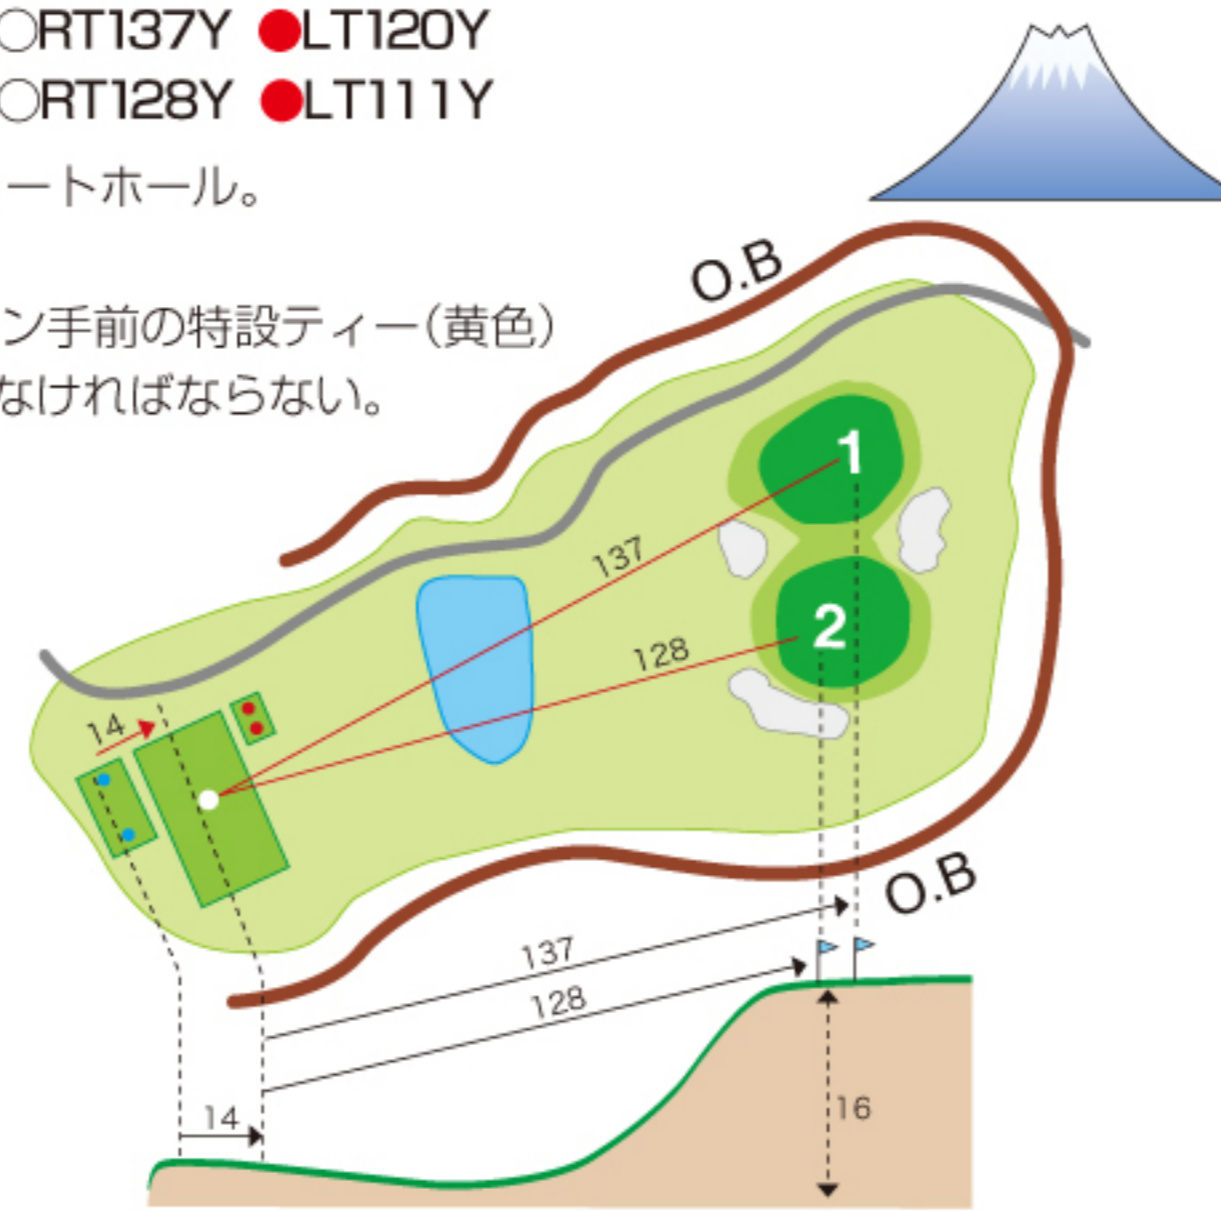 ○RT137Y ●LT120Y
○RT128Y ●LT111Y
ートホール。
ン手前の特設ティー(黄色)
なければならない。
O.B
1
137
2
128
14
O.B
137
128
14
16